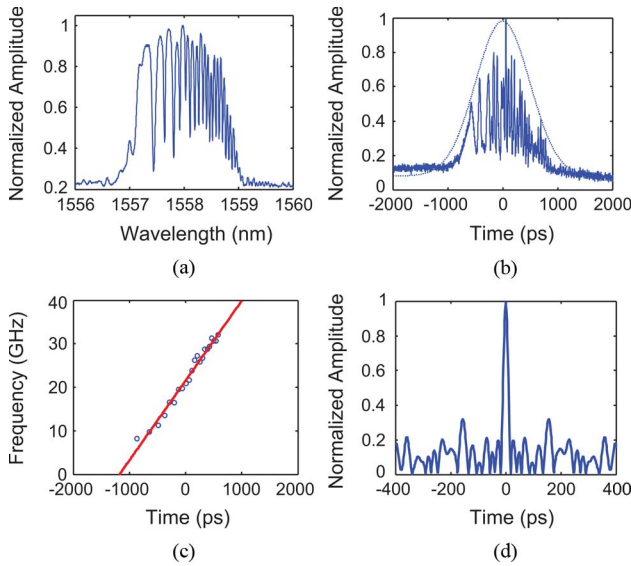 Normalized Amplitude
1
0.8
0.6
0.4
0.2
1556 1557 1558 1559 1560
Wavelength (nm)
(a)
Normalized Amplitude
1
0.8
0.6
0.4
0.2
0
-2000 -1000 0 1000 2000
Time (ps)
(b)
Frequency (GHz)
40
30
20
10
0
-2000 -1000 0 1000 2000
Time (ps)
(c)
Normalized Amplitude
1
0.8
0.6
0.4
0.2
0
-400 -200 0 200 400
Time (ps)
(d)